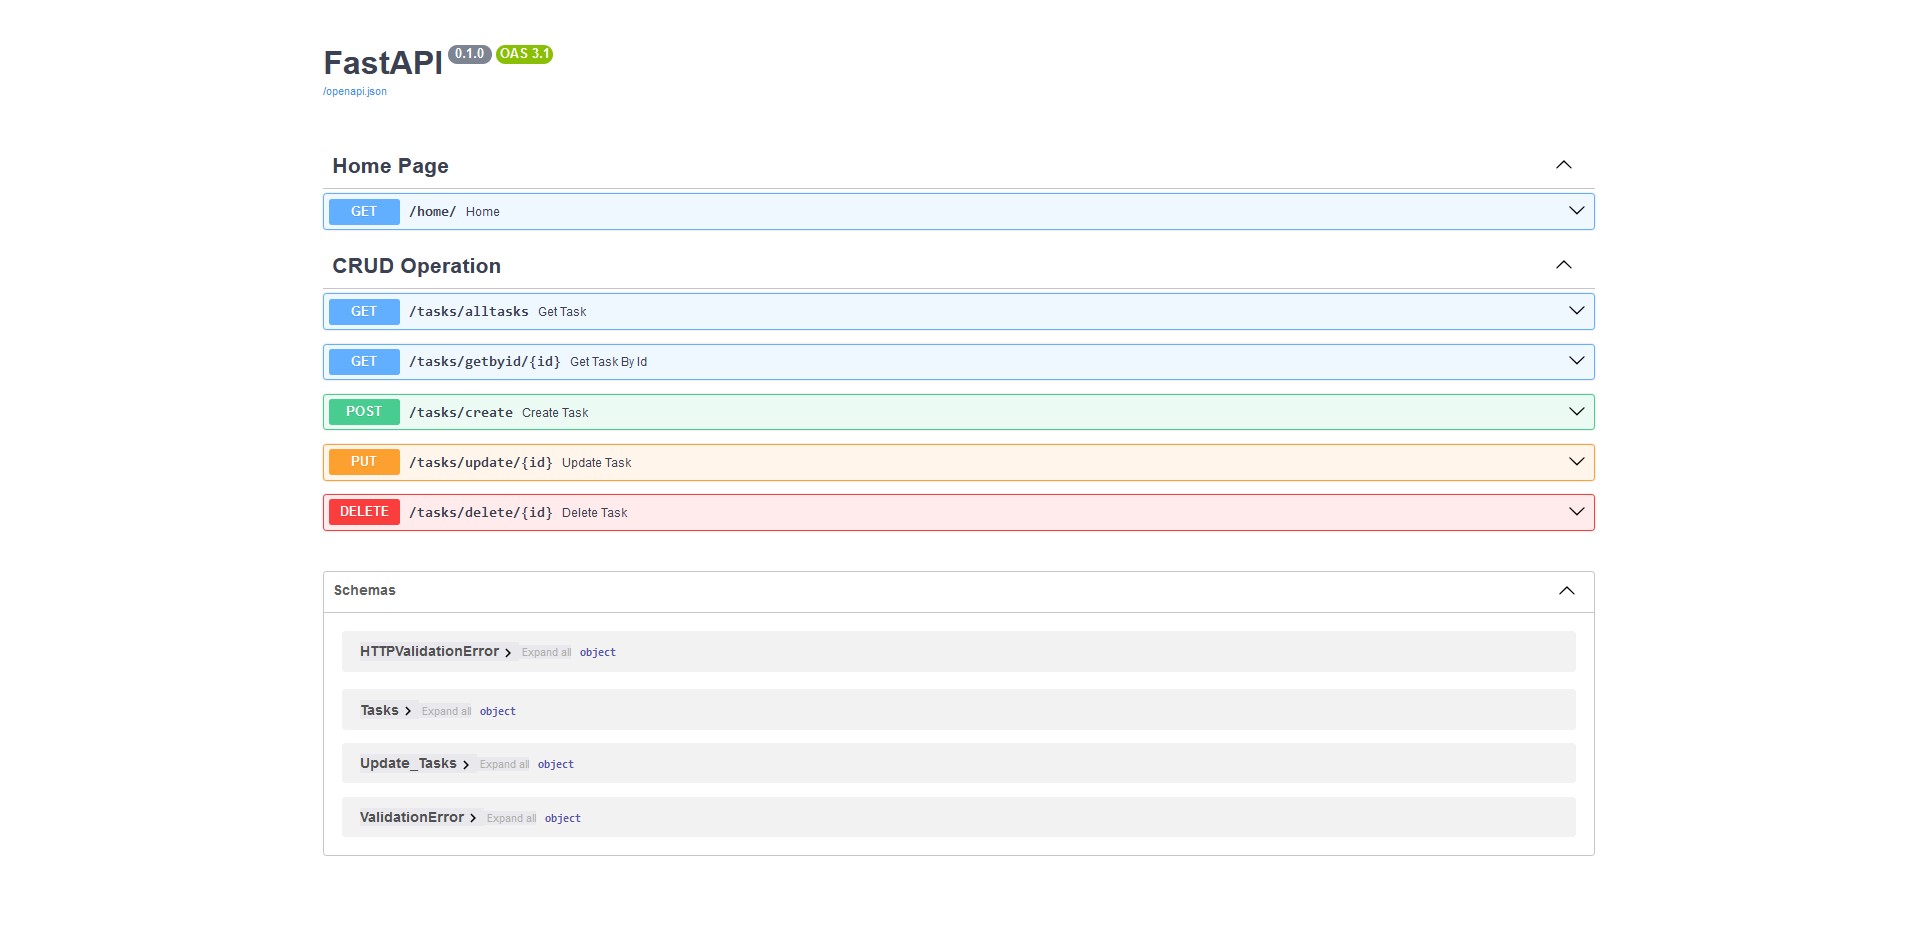 FastAPI 0.1.0 OAS 3.1
/openapi.json
Home Page
GET /home/ Home
CRUD Operation
GET /tasks/alltasks Get Task
GET /tasks/getbyid/{id} Get Task By Id
POST /tasks/create Create Task
PUT /tasks/update/{id} Update Task
DELETE /tasks/delete/{id} Delete Task
Schemas
HTTPValidationError Expand all object
Tasks Expand all object
Update_Tasks Expand all object
ValidationError Expand all object